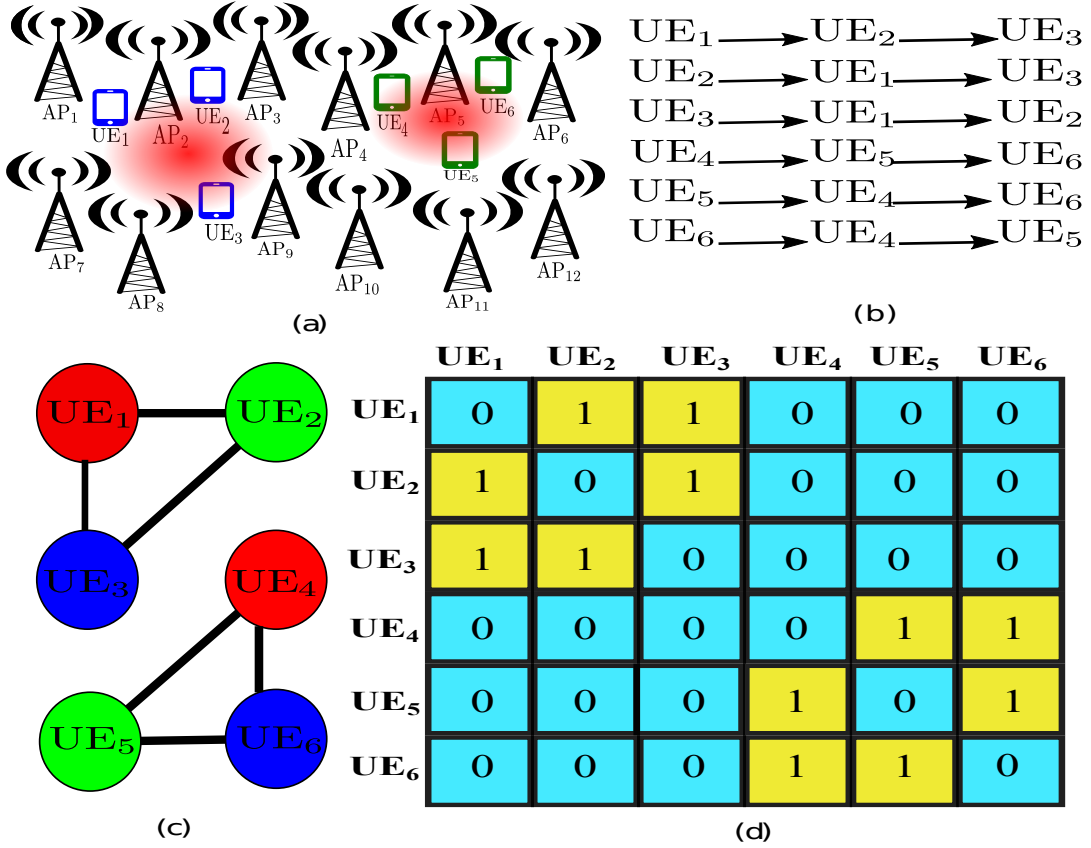 AP₁ UE₁ AP₂ UE₂ AP₃ AP₄ UE₄ AP₅ UE₆ UE₅ AP₆
AP₇ AP₈ UE₃ AP₉ AP₁₀ AP₁₁ AP₁₂
(a)
UE₁ UE₂ UE₃
UE₂ UE₁ UE₃
UE₃ UE₁ UE₂
UE₄ UE₅ UE₆
UE₅ UE₄ UE₆
UE₆ UE₄ UE₅
(b)
UE₁ UE₂
UE₃ UE₄
UE₅ UE₆
(c)
UE₁ UE₂ UE₃ UE₄ UE₅ UE₆
UE₁ 0 1 1 0 0 0
UE₂ 1 0 1 0 0 0
UE₃ 1 1 0 0 0 0
UE₄ 0 0 0 0 1 1
UE₅ 0 0 0 1 0 1
UE₆ 0 0 0 1 1 0
(d)